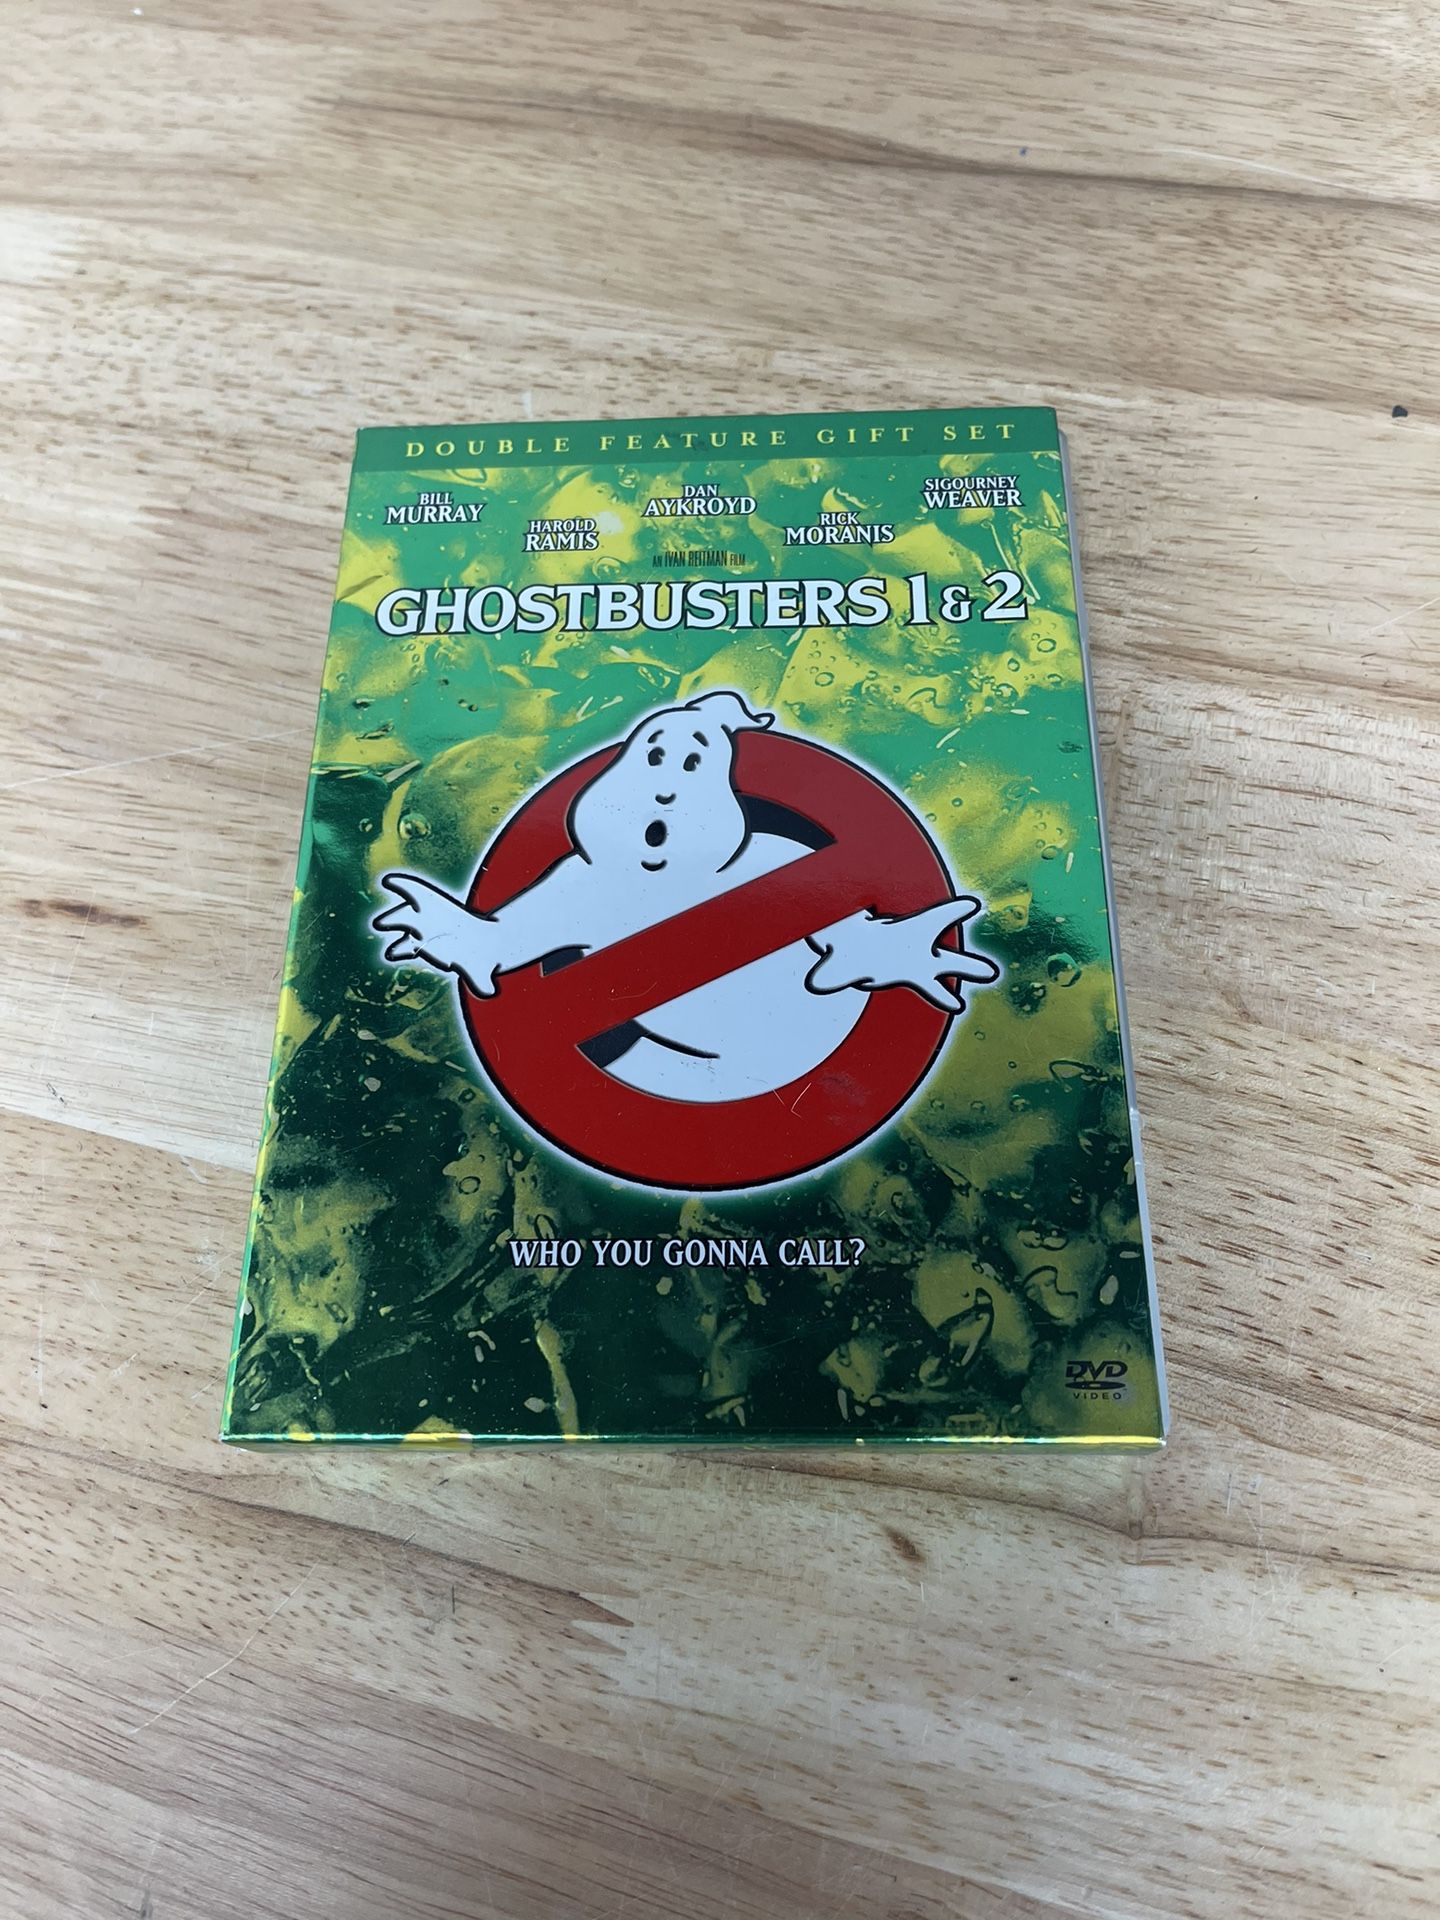 DOUBLE FEATURE GIFT SET
BILL MURRAY
HAROLD RAMIS
DAN AYKROYD
RICK MORANIS
SIGOURNEY WEAVER
AN IVAN REITMAN FILM
GHOSTBUSTERS 1 & 2
WHO YOU GONNA CALL?
DVD
VIDEO